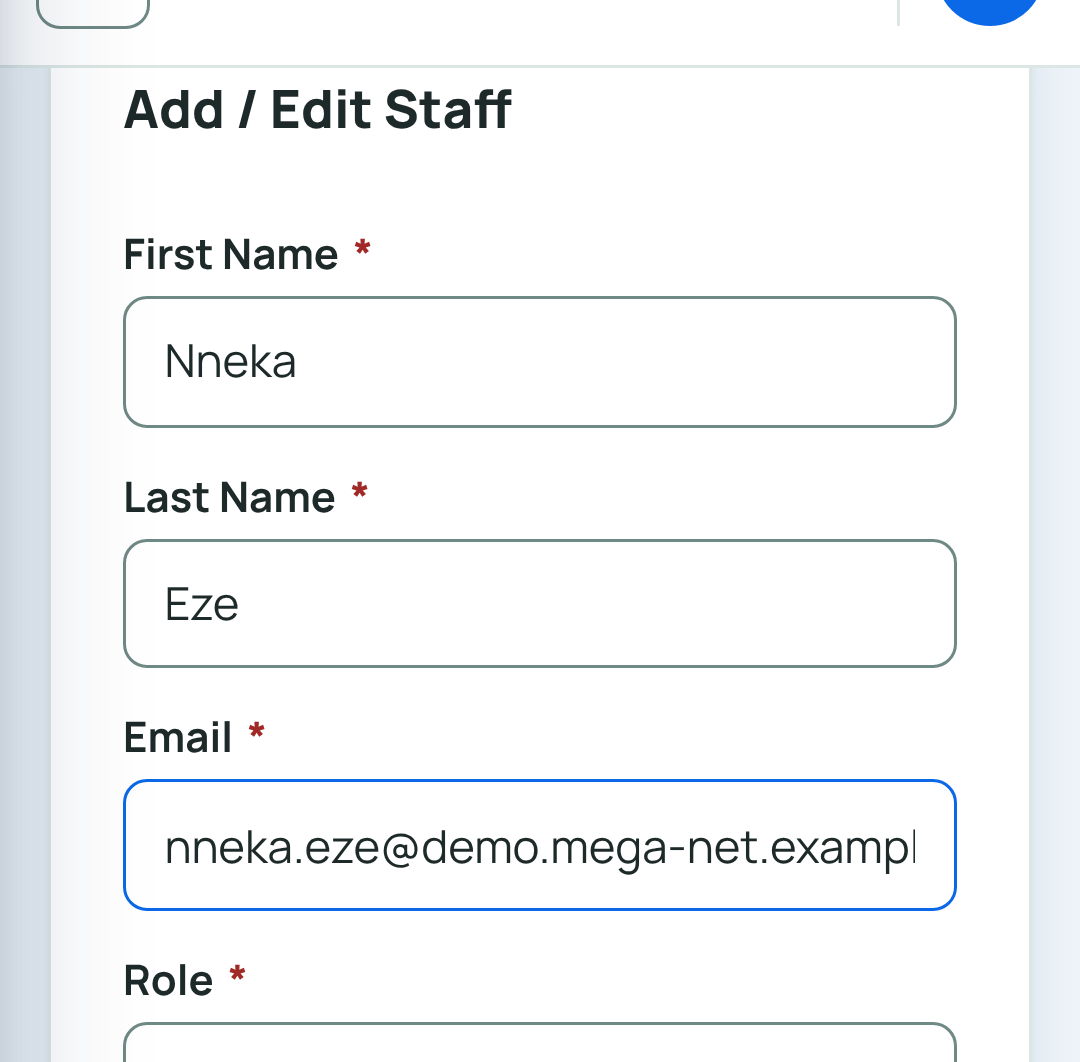 Add / Edit Staff
First Name *
Nneka
Last Name *
Eze
Email *
nneka.eze@demo.mega-net.exampl
Role *